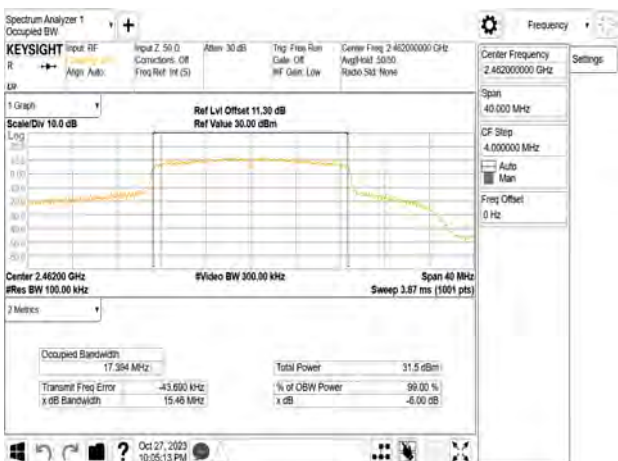 Spectrum Analyzer 1
Occupied BW
Frequency
KEYSIGHT
R
Input: RF
Align: Auto
Input Z: 50 Ω
Corrections: Off
Freq Ref: Int (S)
Atten: 30 dB
Trig: Free Run
Gate: Off
#IF Gain: Low
Center Freq: 2.462000000 GHz
Avg|Hold: 50/50
Radio Std: None
Center Frequency
2.462000000 GHz
Settings
Span
40.000 MHz
CF Step
4.000000 MHz
Auto
Man
Freq Offset
0 Hz
1 Graph
Scale/Div 10.0 dB
Ref Lvl Offset 11.30 dB
Ref Value 30.00 dBm
Log
Center 2.46200 GHz
#Res BW 100.00 kHz
#Video BW 300.00 kHz
Span 40 MHz
Sweep 3.87 ms (1001 pts)
2 Metrics
Occupied Bandwidth
17.394 MHz
Total Power
31.5 dBm
Transmit Freq Error
-43.690 kHz
% of OBW Power
99.00 %
x dB Bandwidth
15.46 MHz
x dB
-6.00 dB
Oct 27, 2023
10:05:13 PM